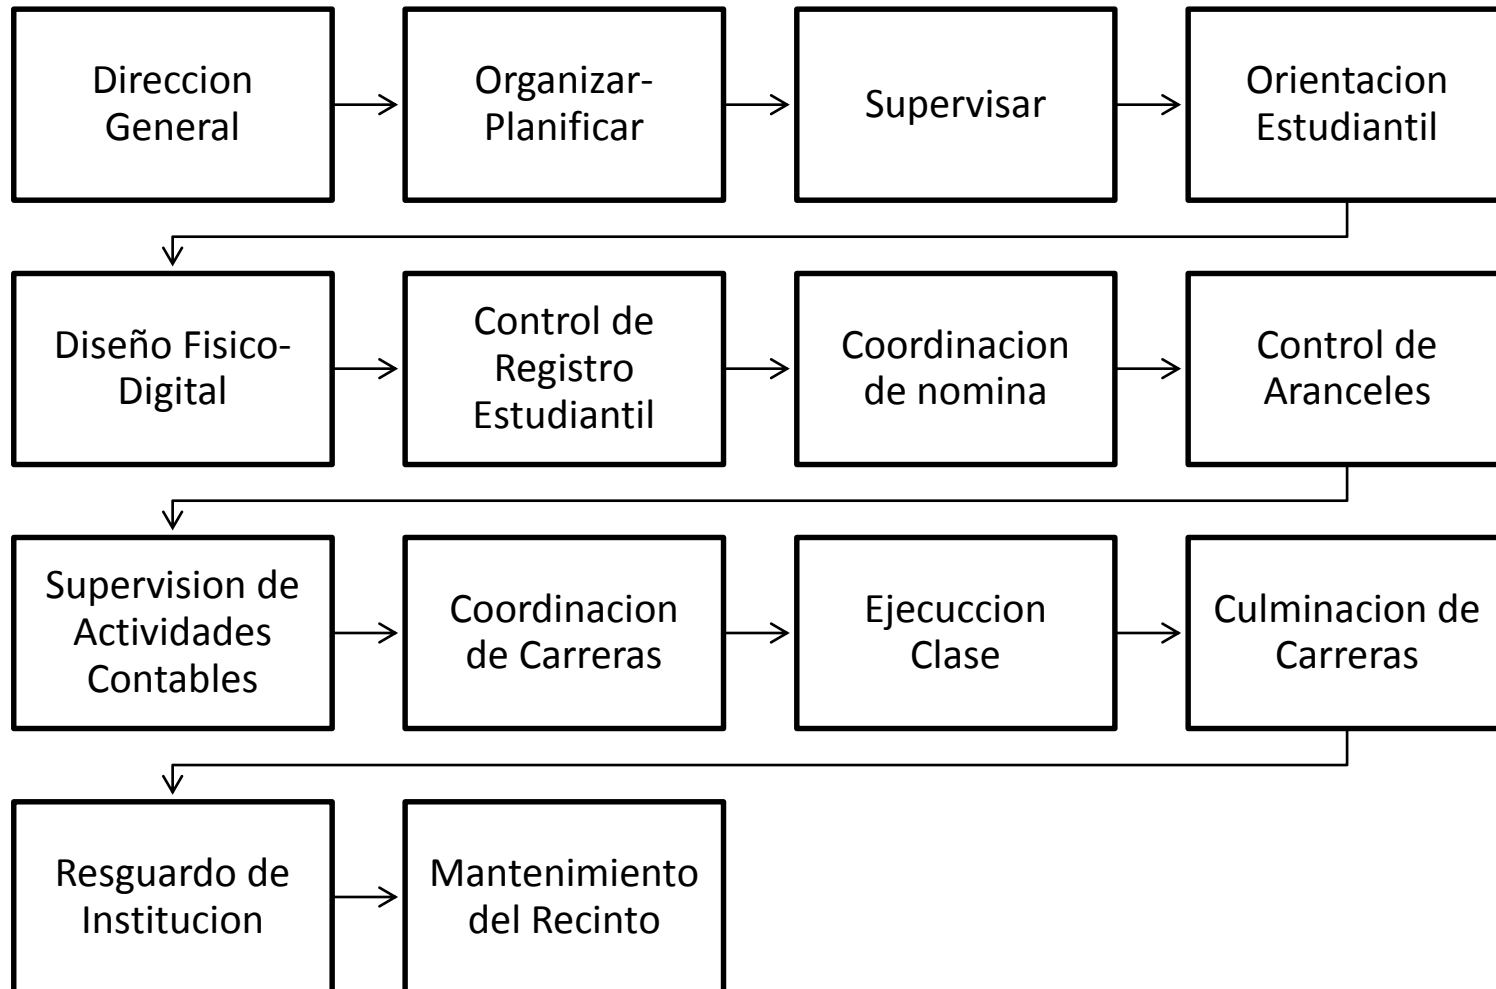 Direccion
General
Organizar-
Planificar
Supervisar
Orientacion
Estudiantil
Diseño Fisico-
Digital
Control de
Registro
Estudiantil
Coordinacion
de nomina
Control de
Aranceles
Supervision de
Actividades
Contables
Coordinacion
de Carreras
Ejecuccion
Clase
Culminacion de
Carreras
Resguardo de
Institucion
Mantenimiento
del Recinto